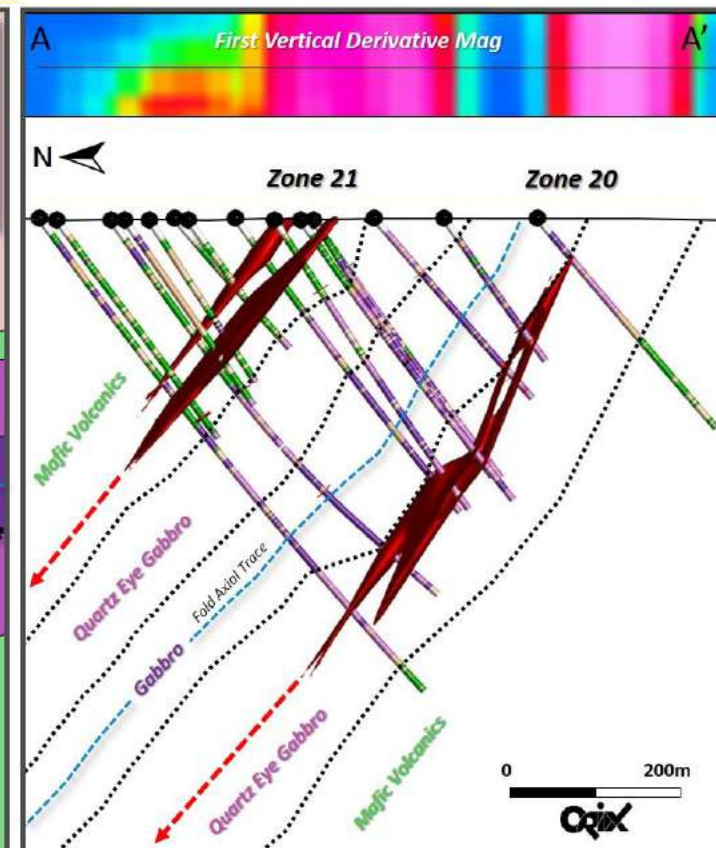 A First Vertical Derivative Mag A'
N
Zone 21 Zone 20
Mafic Volcanics
Quartz Eye Gabbro
Fold Axial Trace
Gabbro
Quartz Eye Gabbro
Mafic Volcanics
0 200m
Orix